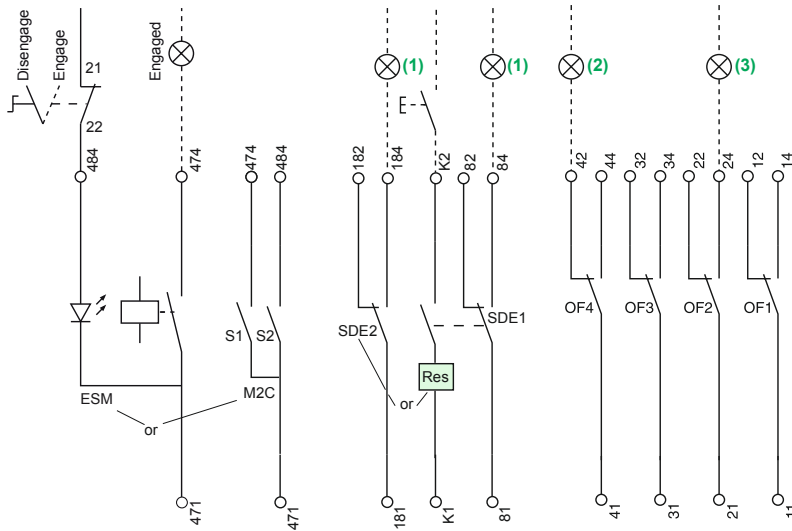 Disengage
Engage
Engaged
(1)
(1)
(2)
(3)
21
22
484
474
474
484
182
184
K2
82
84
42
44
32
34
22
24
12
14
S1
S2
SDE2
SDE1
OF4
OF3
OF2
OF1
Res
ESM
or
M2C
or
471
471
181
K1
81
41
31
21
11